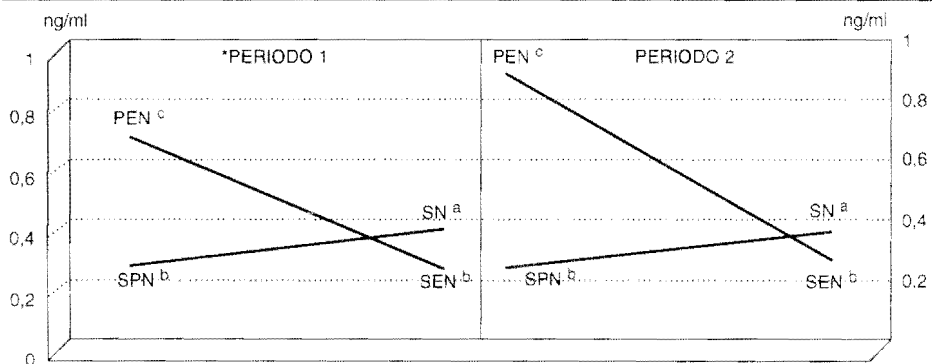 ng/ml ng/ml
*PERIODO 1 PERIODO 2
1 1
0,8 0,8
0,6 0,6
0,4 0,4
0,2 0,2
0
PEN c PEN c
SN a SN a
SPN b SEN b SPN b SEN b